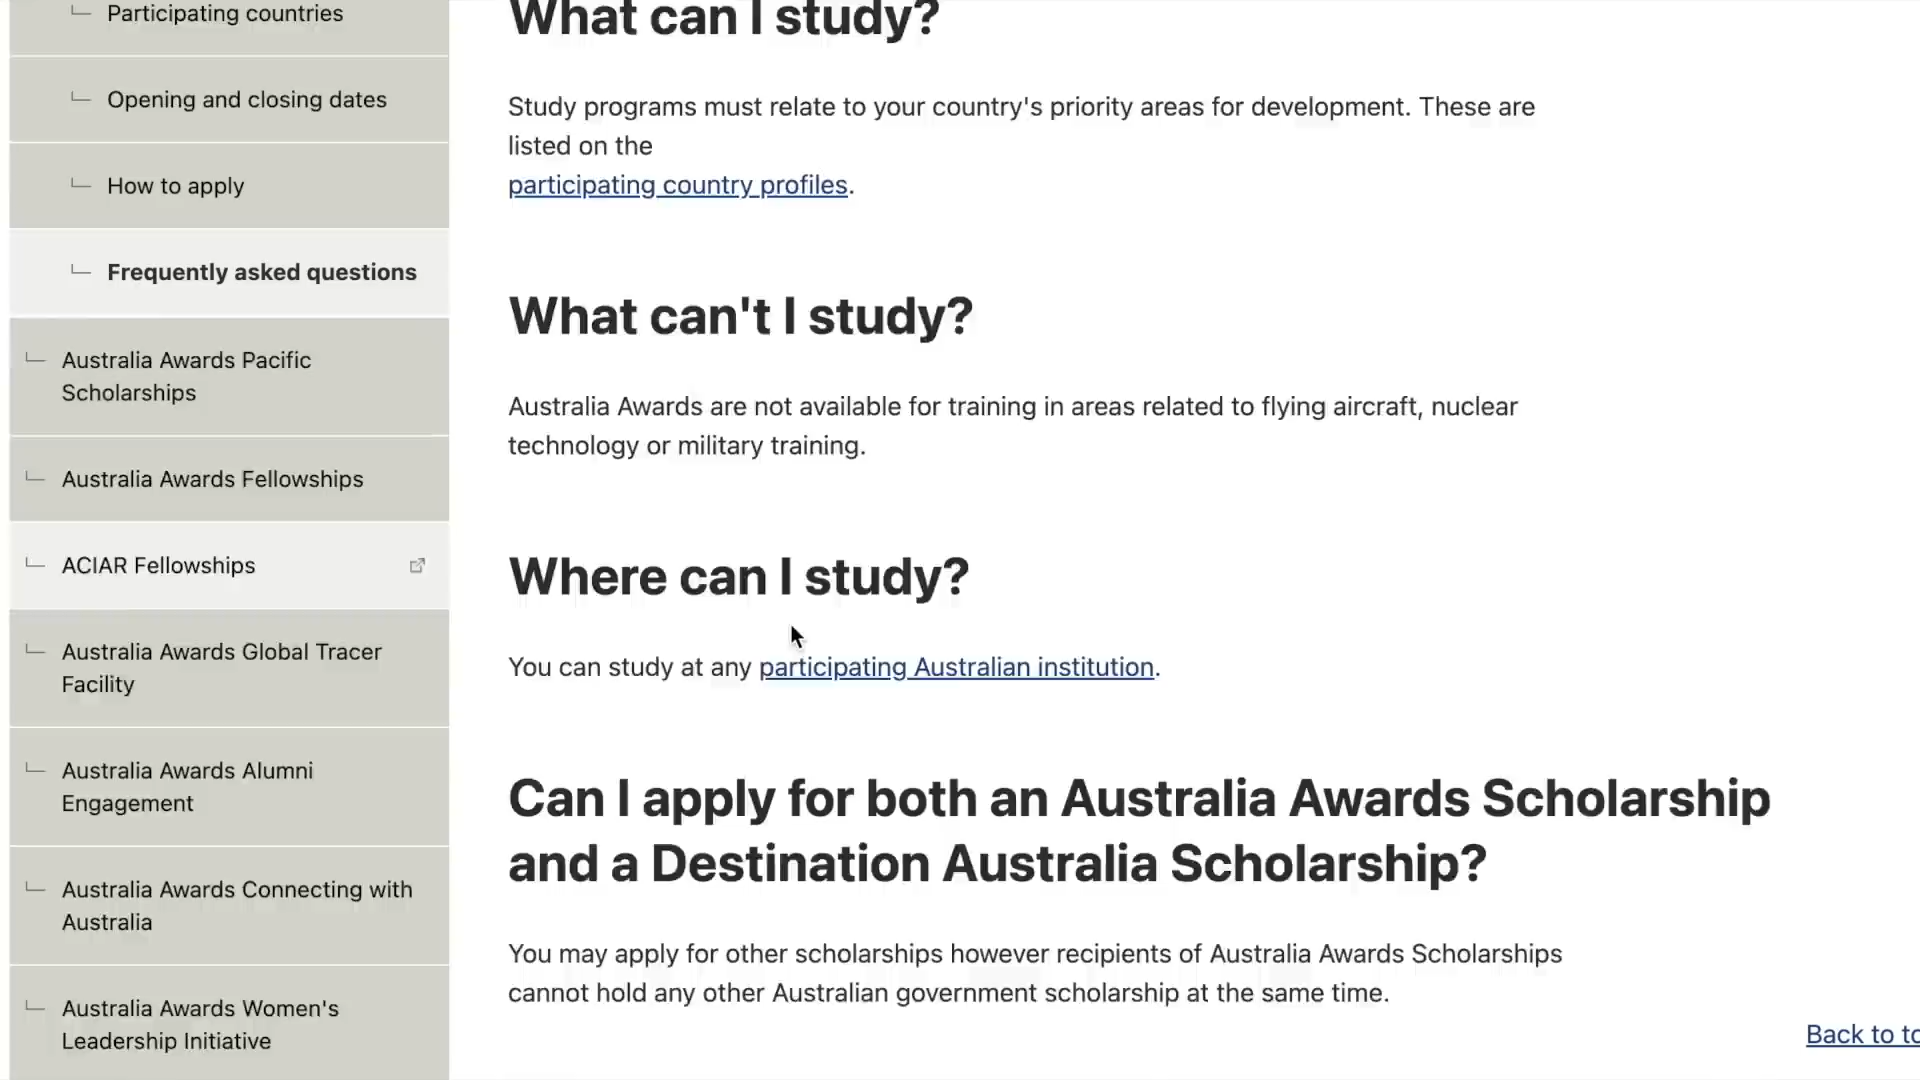 Participating countries
Opening and closing dates
How to apply
Frequently asked questions
Australia Awards Pacific
Scholarships
Australia Awards Fellowships
ACIAR Fellowships
Australia Awards Global Tracer
Facility
Australia Awards Alumni
Engagement
Australia Awards Connecting with
Australia
Australia Awards Women's
Leadership Initiative
What can I study?
Study programs must relate to your country's priority areas for development. These are
listed on the
participating country profiles.
What can't I study?
Australia Awards are not available for training in areas related to flying aircraft, nuclear
technology or military training.
Where can I study?
You can study at any participating Australian institution.
Can I apply for both an Australia Awards Scholarship
and a Destination Australia Scholarship?
You may apply for other scholarships however recipients of Australia Awards Scholarships
cannot hold any other Australian government scholarship at the same time.
Back to